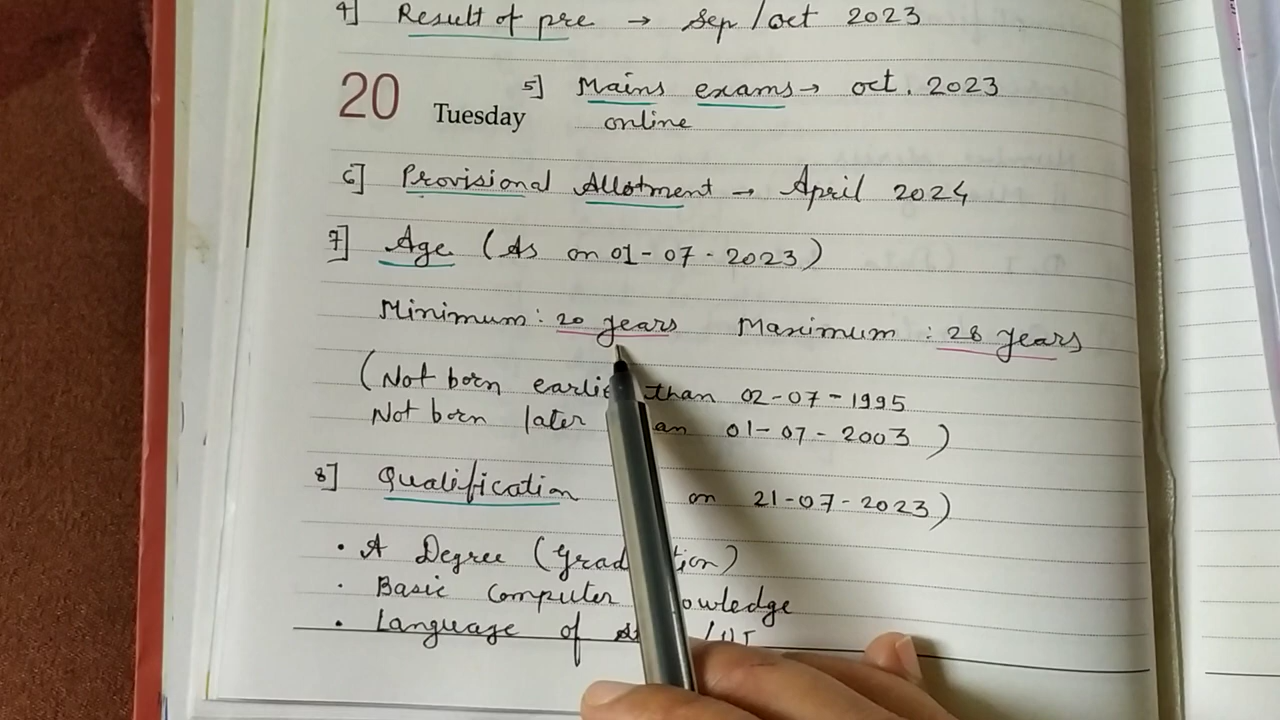 4] Result of pre → Sep/oct 2023
20 Tuesday
5] Mains exams → oct. 2023
online
6] Provisional Allotment → April 2024
7] Age (As on 01-07-2023)
Minimum: 20 years Maximum: 28 years
(Not born than 02-07-1995
Not born later 01-07-2003)
8] Qualification on 21-07-2023)
• A Degree
• Basic Computer
• Language of